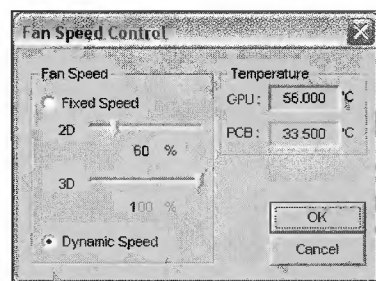 Fan Speed Control
Fan Speed
Fixed Speed
2D
60 %
3D
100 %
Dynamic Speed
Temperature
GPU: 56.000 °C
PCB: 33.500 °C
OK
Cancel